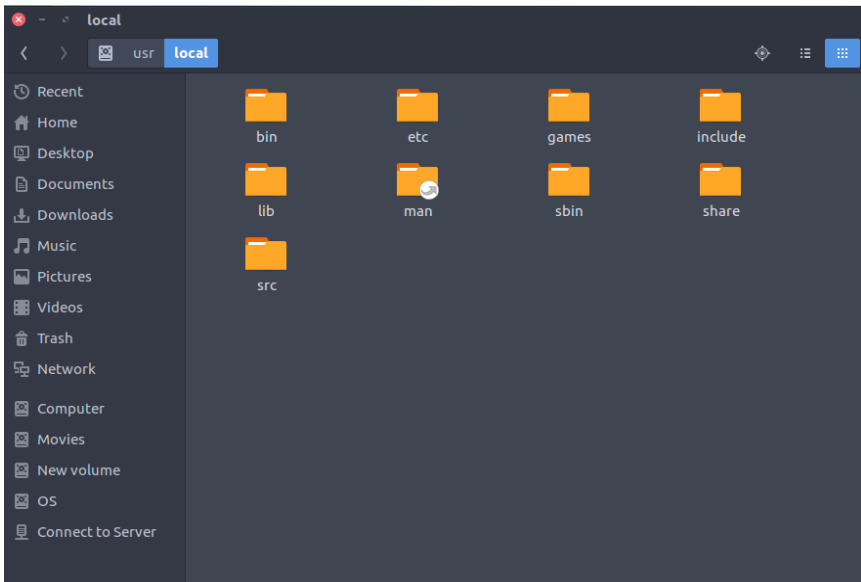 local
usr local
Recent
Home
Desktop
Documents
Downloads
Music
Pictures
Videos
Trash
Network
Computer
Movies
New volume
OS
Connect to Server
bin etc games include
lib man sbin share
src